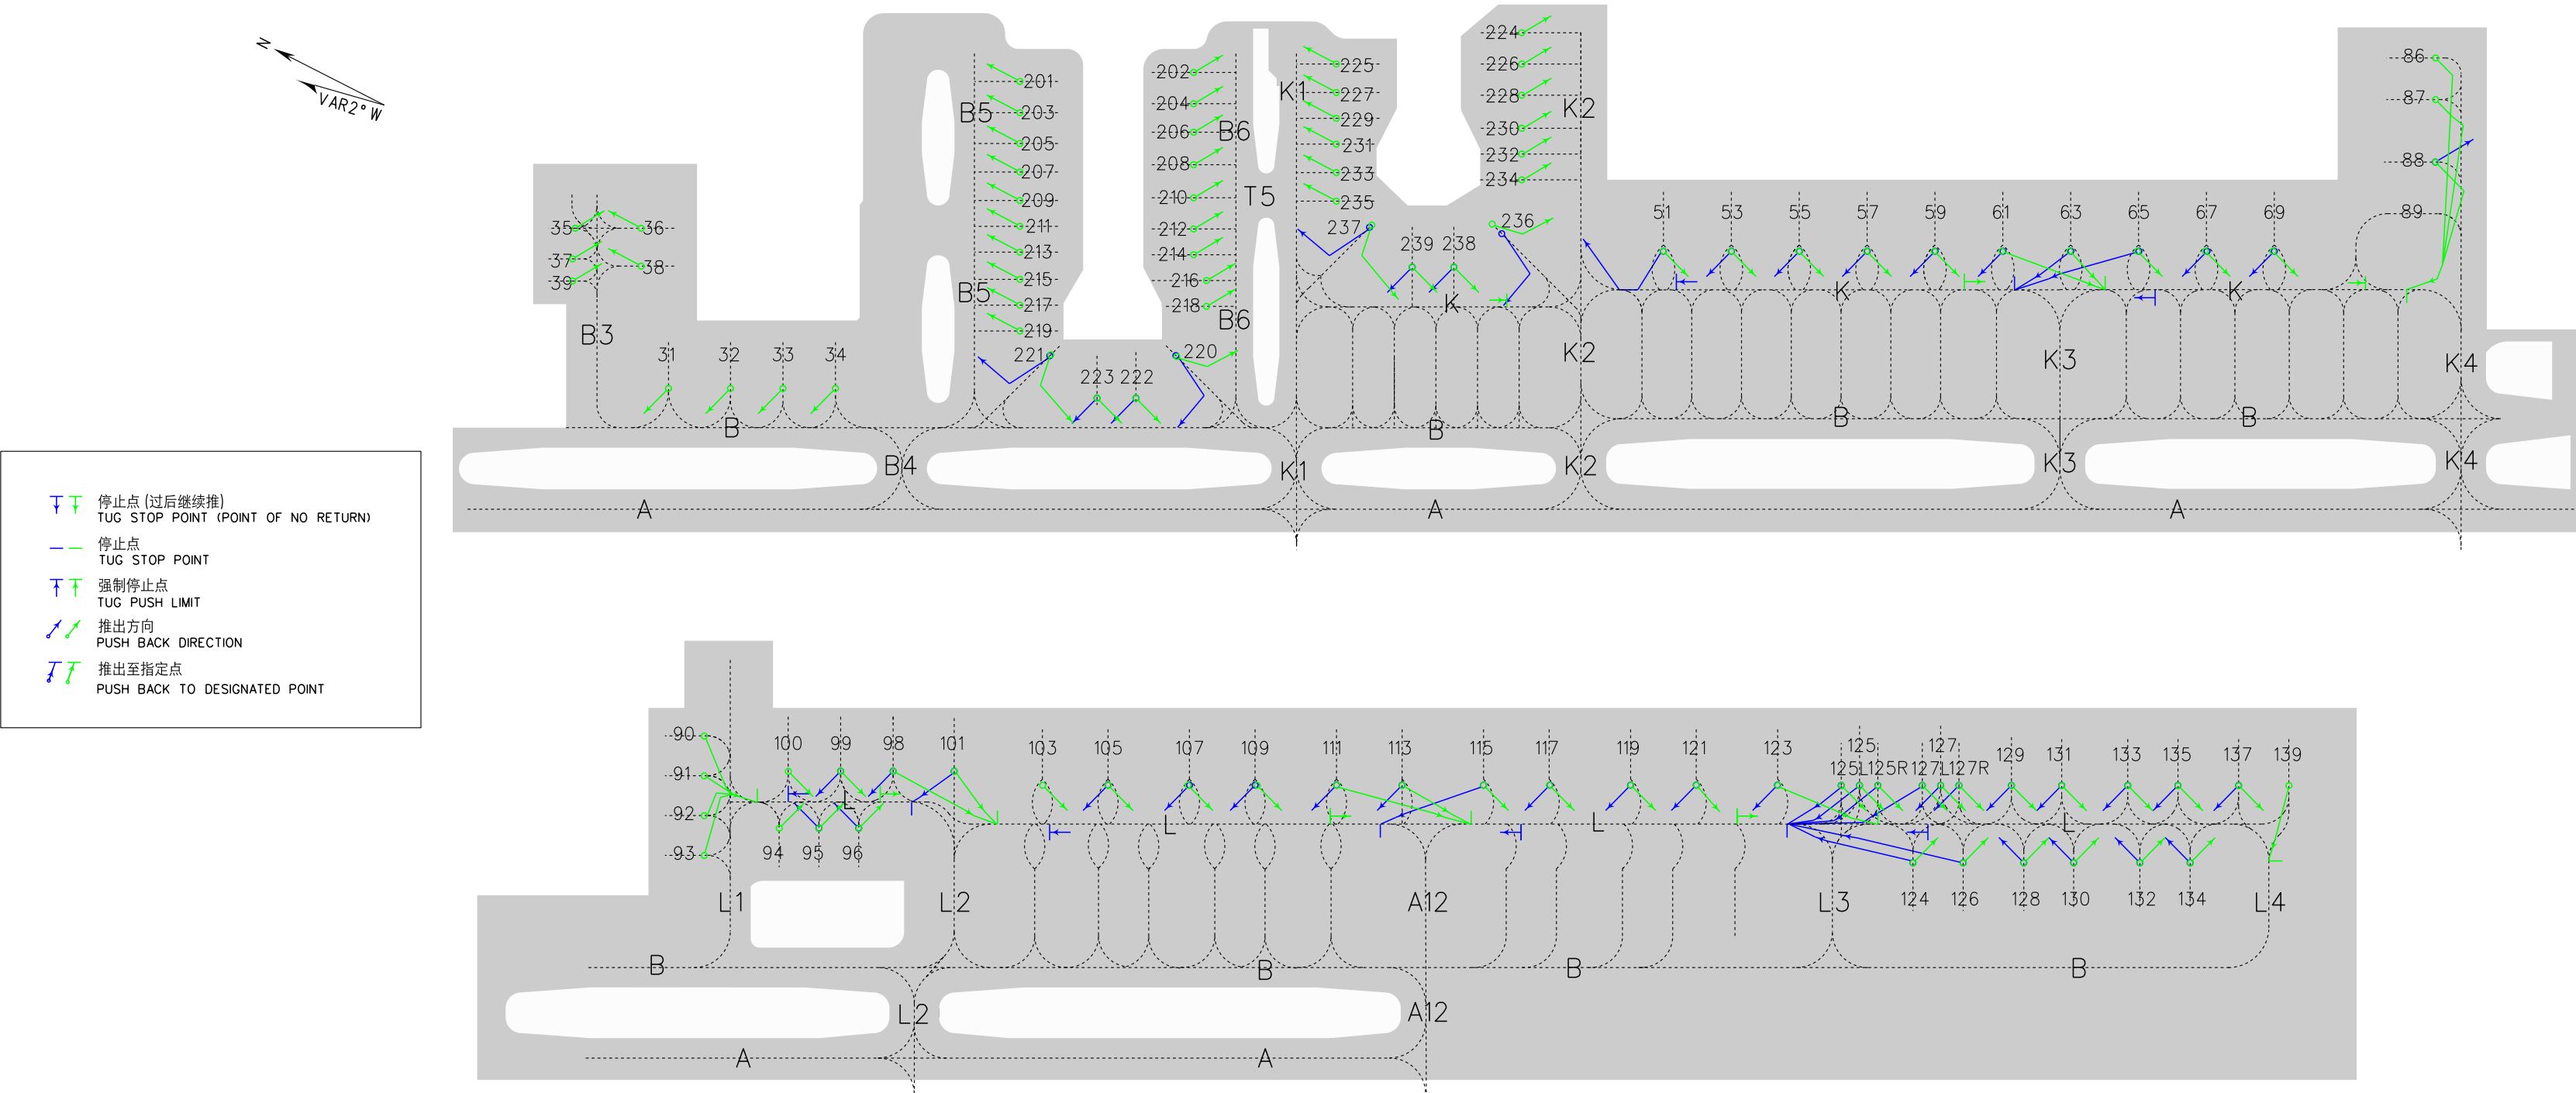 N
VAR2°W
224
226
228
230
232
234
K2
225
227
229
231
233
235
K1
202
204
206
208
210
212
214
216
218
B6
B6
T5
201
203
205
207
209
211
213
215
217
219
B5
B5
86
87
88
89
35
36
37
38
39
B3
31
32
33
34
B
221
223
222
220
237
239
238
236
K
51
53
55
57
59
61
63
65
67
69
K
K
K2
K3
K4
B
B
B
B4
K1
K2
K3
K4
A
A
A
停止点 (过后继续推)
TUG STOP POINT (POINT OF NO RETURN)
停止点
TUG STOP POINT
强制停止点
TUG PUSH LIMIT
推出方向
PUSH BACK DIRECTION
推出至指定点
PUSH BACK TO DESIGNATED POINT
90
91
92
93
100
99
98
101
103
105
107
109
111
113
115
117
119
121
123
125
125L
125R
127
127L
127R
129
131
133
135
137
139
L
L
L
L
94
95
96
124
126
128
130
132
134
L1
L2
A12
L3
L4
B
B
B
B
L2
A12
A
A